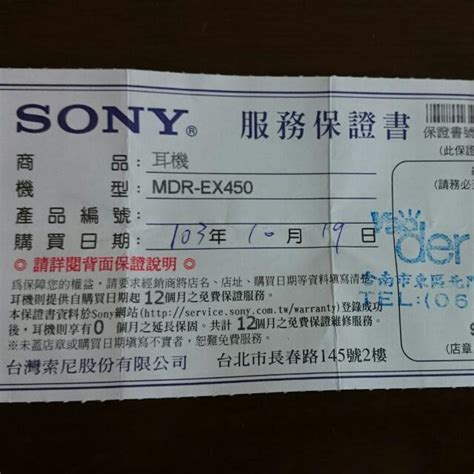 SONY® 服務保證書
保證書號
(此保證
商品:耳機
機型:MDR-EX450
產品編號:
購買日期:103年10月19日
(請務必
◎ 請詳閱背面保證說明 ◎
為保障您的權益,請要求經銷商將店名、店址、購買日期等資料填寫清
耳機則提供自購買日期起12個月之免費保證服務。
本保證書資料於Sony網站(http://service.sony.com.tw/warranty)登錄成功
後,耳機則享有0個月之延長保固。共計12個月之免費保證維修服務。
※未蓋店章或購買日期填寫不實者,恕難免費服務。
台灣索尼股份有限公司 台北市長春路145號2樓
der
TEL:(06
(店章